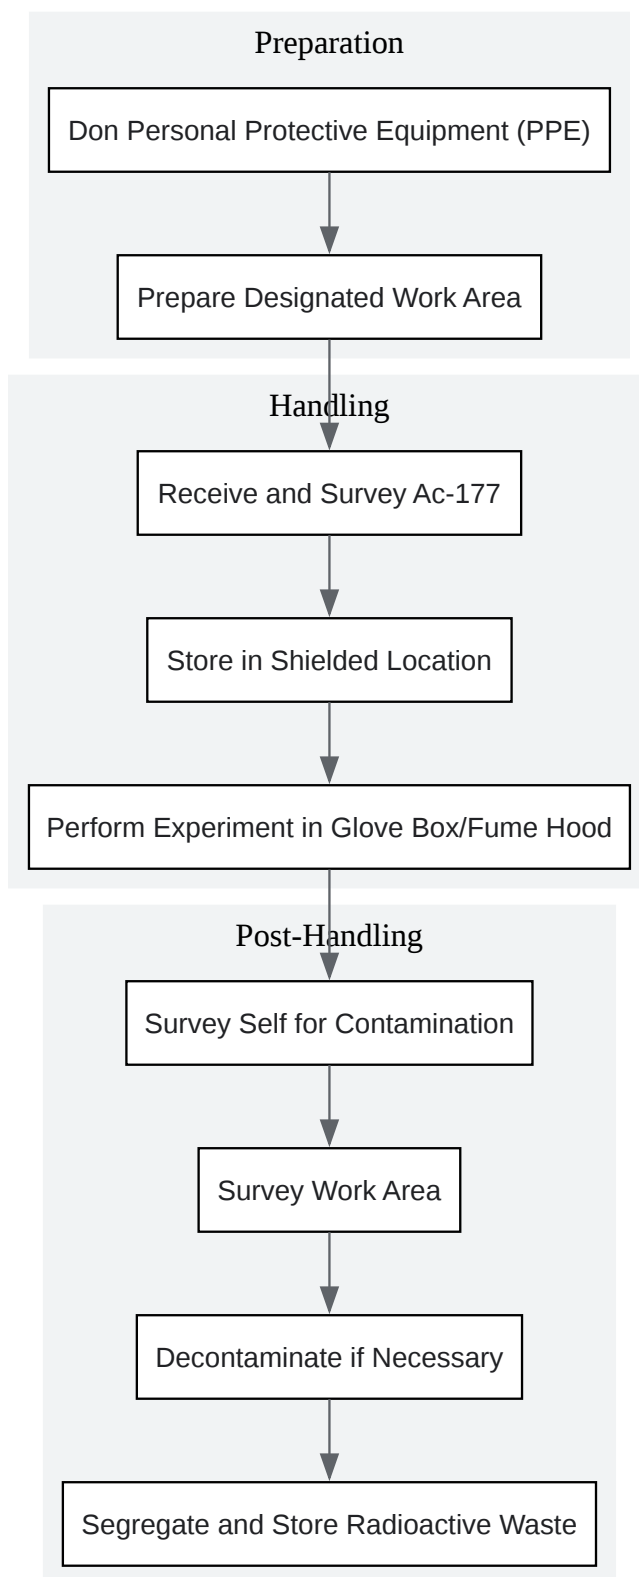 Preparation
Don Personal Protective Equipment (PPE)
Prepare Designated Work Area
Handling
Receive and Survey Ac-177
Store in Shielded Location
Perform Experiment in Glove Box/Fume Hood
Post-Handling
Survey Self for Contamination
Survey Work Area
Decontaminate if Necessary
Segregate and Store Radioactive Waste